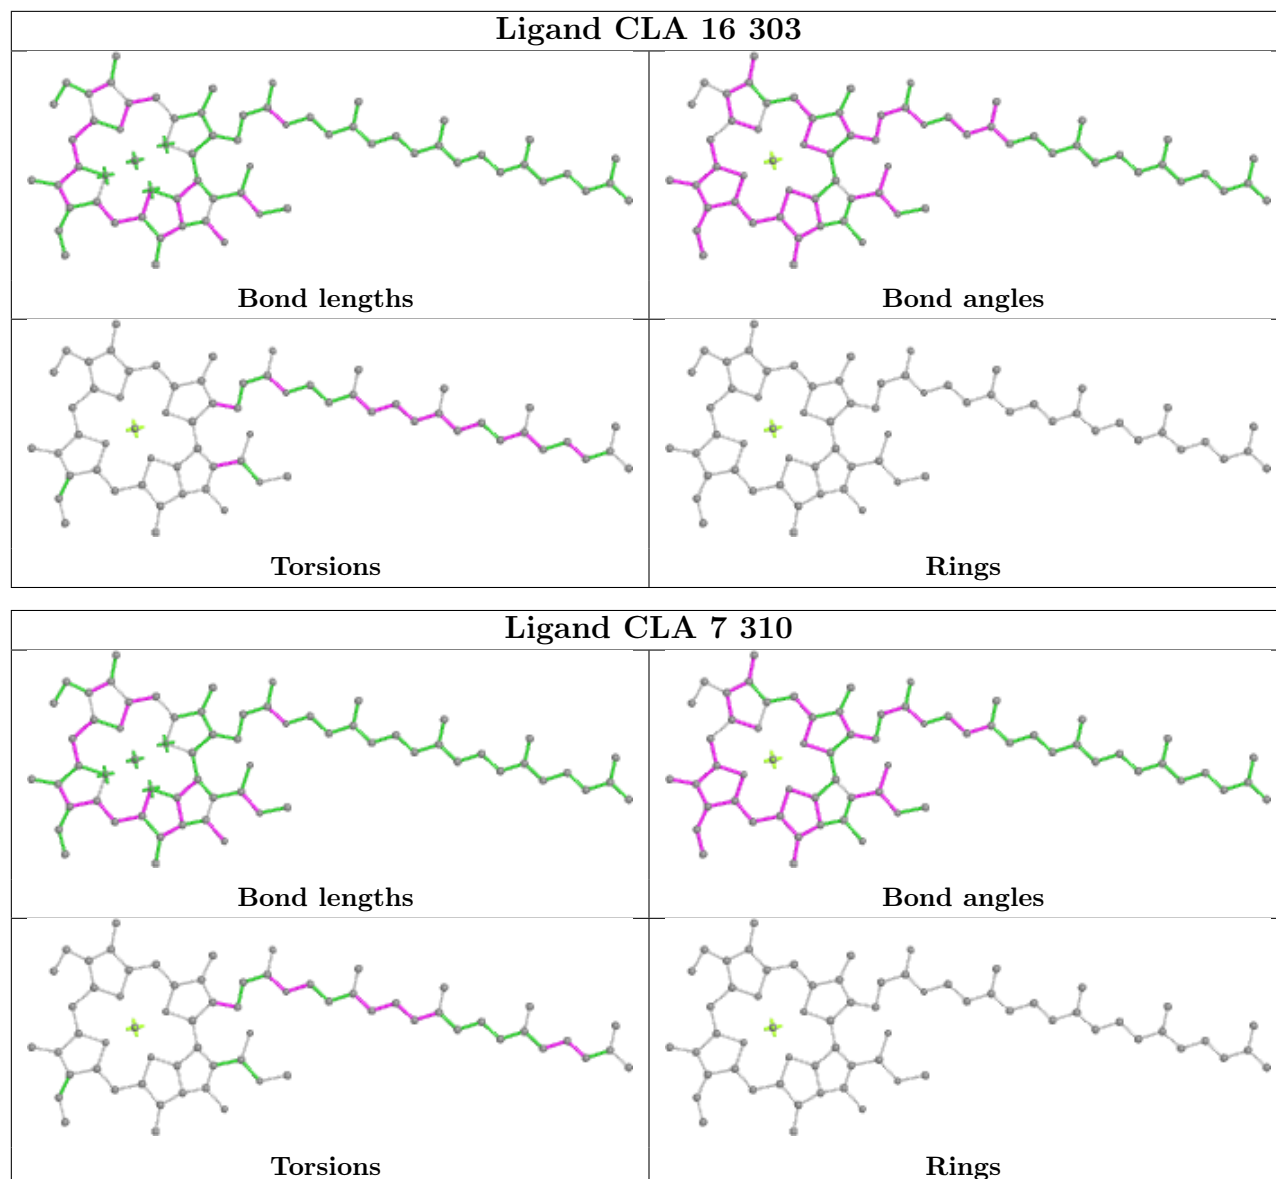 Ligand CLA 16 303
Bond lengths
Bond angles
Torsions
Rings
Ligand CLA 7 310
Bond lengths
Bond angles
Torsions
Rings